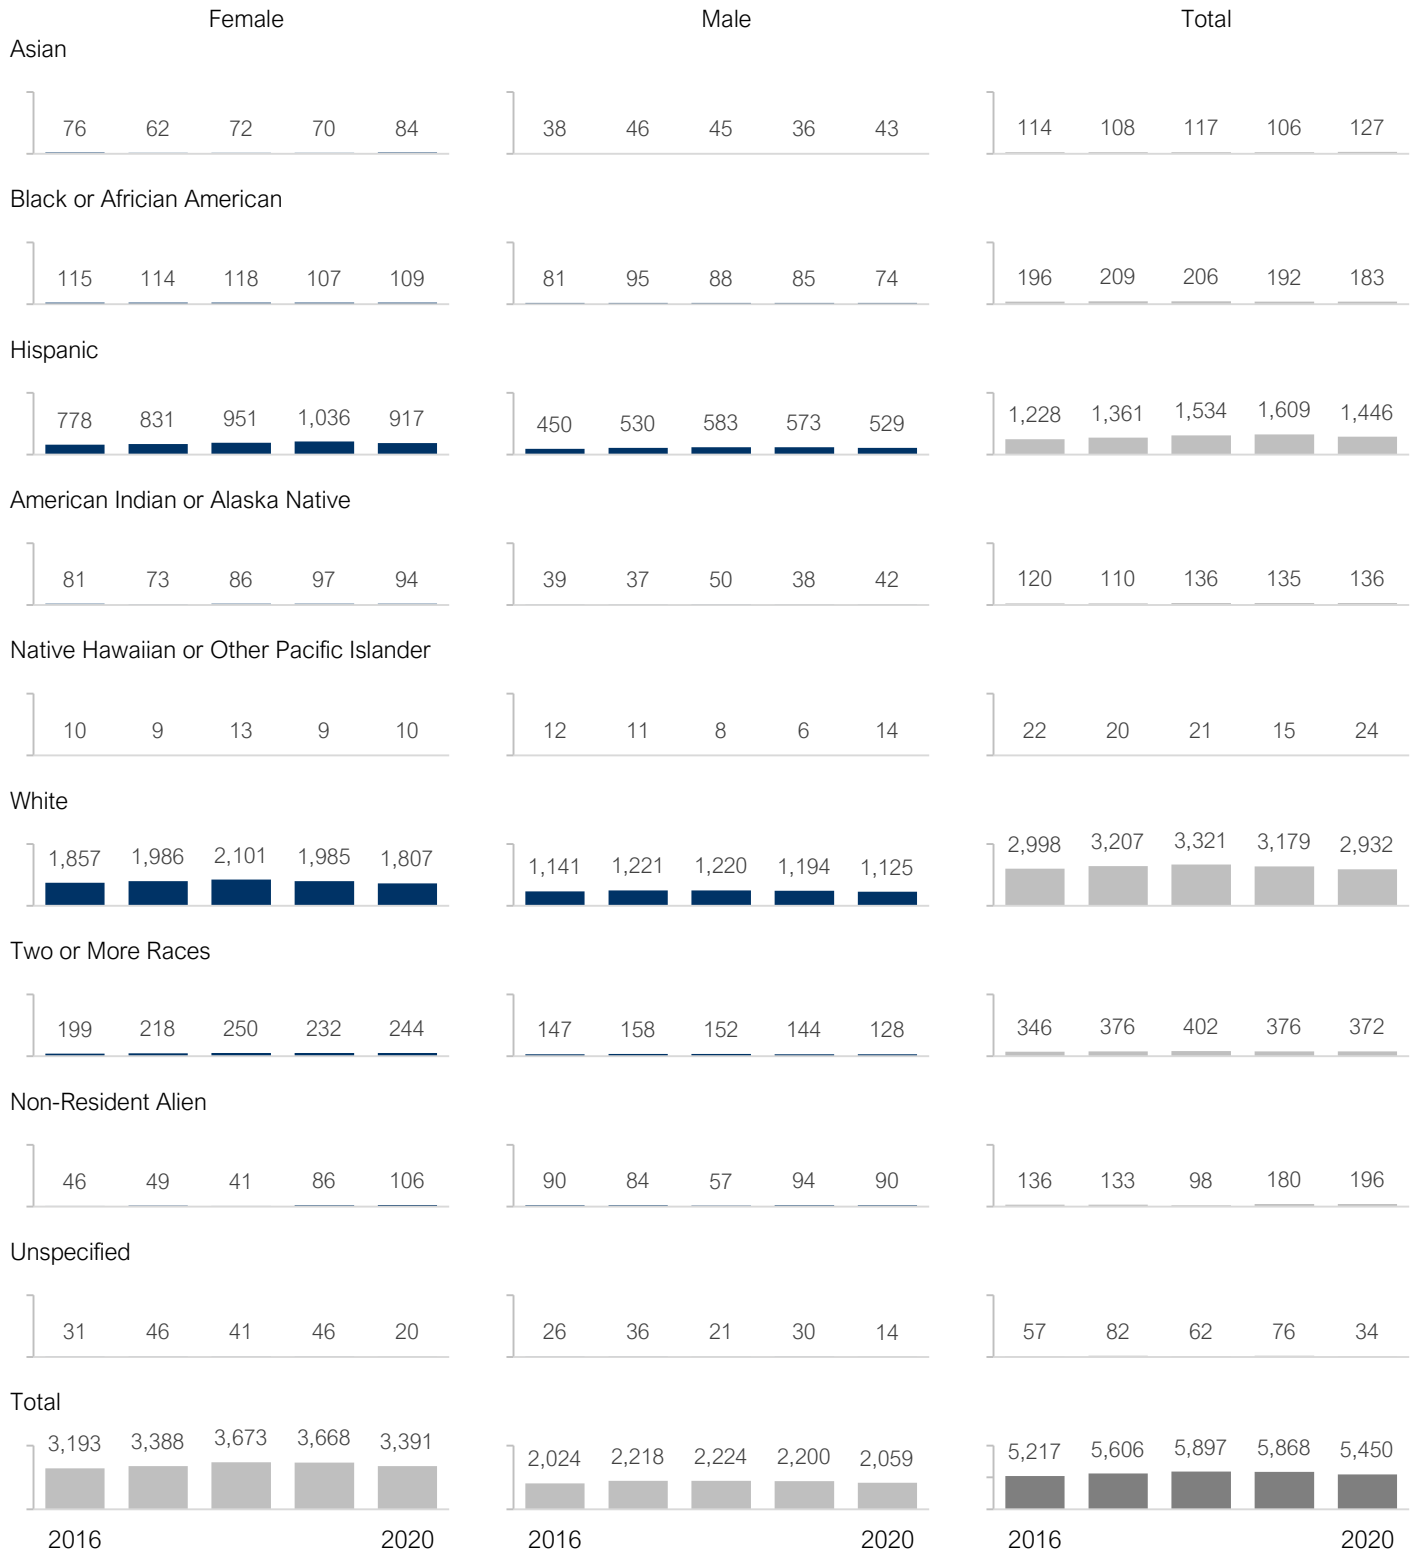 Female Male Total
Asian
76 62 72 70 84 38 46 45 36 43 114 108 117 106 127
Black or Africian American
115 114 118 107 109 81 95 88 85 74 196 209 206 192 183
Hispanic
778 831 951 1,036 917 450 530 583 573 529 1,228 1,361 1,534 1,609 1,446
American Indian or Alaska Native
81 73 86 97 94 39 37 50 38 42 120 110 136 135 136
Native Hawaiian or Other Pacific Islander
10 9 13 9 10 12 11 8 6 14 22 20 21 15 24
White
1,857 1,986 2,101 1,985 1,807 1,141 1,221 1,220 1,194 1,125 2,998 3,207 3,321 3,179 2,932
Two or More Races
199 218 250 232 244 147 158 152 144 128 346 376 402 376 372
Non-Resident Alien
46 49 41 86 106 90 84 57 94 90 136 133 98 180 196
Unspecified
31 46 41 46 20 26 36 21 30 14 57 82 62 76 34
Total
3,193 3,388 3,673 3,668 3,391 2,024 2,218 2,224 2,200 2,059 5,217 5,606 5,897 5,868 5,450
2016 2020 2016 2020 2016 2020